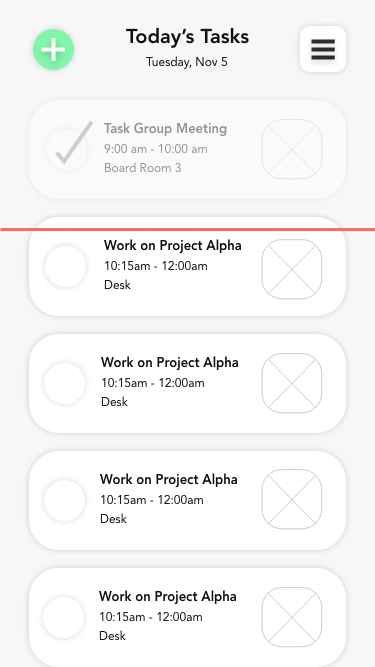 Today's Tasks
Tuesday, Nov 5
Task Group Meeting
9:00 am - 10:00 am
Board Room 3
Work on Project Alpha
10:15am - 12:00am
Desk
Work on Project Alpha
10:15am - 12:00am
Desk
Work on Project Alpha
10:15am - 12:00am
Desk
Work on Project Alpha
10:15am - 12:00am
Desk